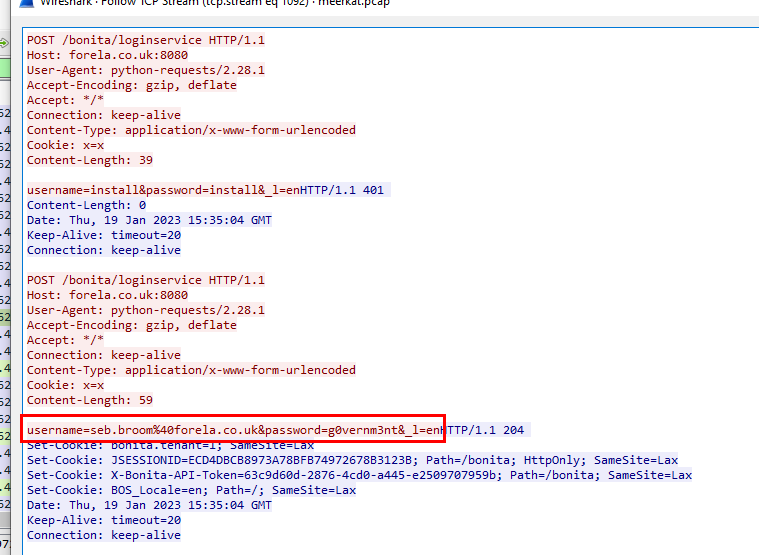 Wireshark · Follow TCP Stream (tcp.stream eq 1092) · meerkat.pcap
POST /bonita/loginservice HTTP/1.1
Host: forela.co.uk:8080
User-Agent: python-requests/2.28.1
Accept-Encoding: gzip, deflate
Accept: */*
Connection: keep-alive
Content-Type: application/x-www-form-urlencoded
Cookie: x=x
Content-Length: 39
username=install&password=install&_l=enHTTP/1.1 401
Content-Length: 0
Date: Thu, 19 Jan 2023 15:35:04 GMT
Keep-Alive: timeout=20
Connection: keep-alive
POST /bonita/loginservice HTTP/1.1
Host: forela.co.uk:8080
User-Agent: python-requests/2.28.1
Accept-Encoding: gzip, deflate
Accept: */*
Connection: keep-alive
Content-Type: application/x-www-form-urlencoded
Cookie: x=x
Content-Length: 59
username=seb.broom%40forela.co.uk&password=g0vernm3nt&_l=enHTTP/1.1 204
Set-Cookie: bonita.tenant=1; SameSite=Lax
Set-Cookie: JSESSIONID=ECD4DBCB8973A78BFB74972678B3123B; Path=/bonita; HttpOnly; SameSite=Lax
Set-Cookie: X-Bonita-API-Token=63c9d60d-2876-4cd0-a445-e2509707959b; Path=/bonita; SameSite=Lax
Set-Cookie: BOS_Locale=en; Path=/; SameSite=Lax
Date: Thu, 19 Jan 2023 15:35:04 GMT
Keep-Alive: timeout=20
Connection: keep-alive